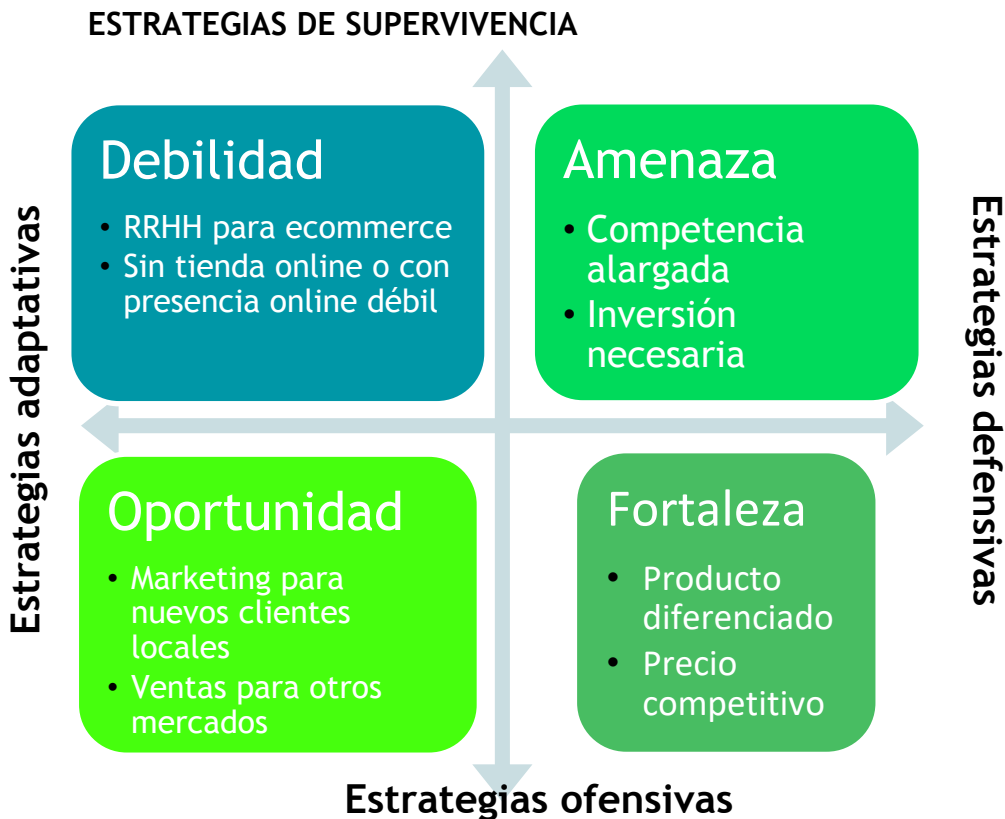 ESTRATEGIAS DE SUPERVIVENCIA
Estrategias adaptativas
Debilidad
• RRHH para ecommerce
• Sin tienda online o con
presencia online débil
Amenaza
• Competencia
alargada
• Inversión
necesaria
Estrategias defensivas
Oportunidad
• Marketing para
nuevos clientes
locales
• Ventas para otros
mercados
Fortaleza
• Producto
diferenciado
• Precio
competitivo
Estrategias ofensivas